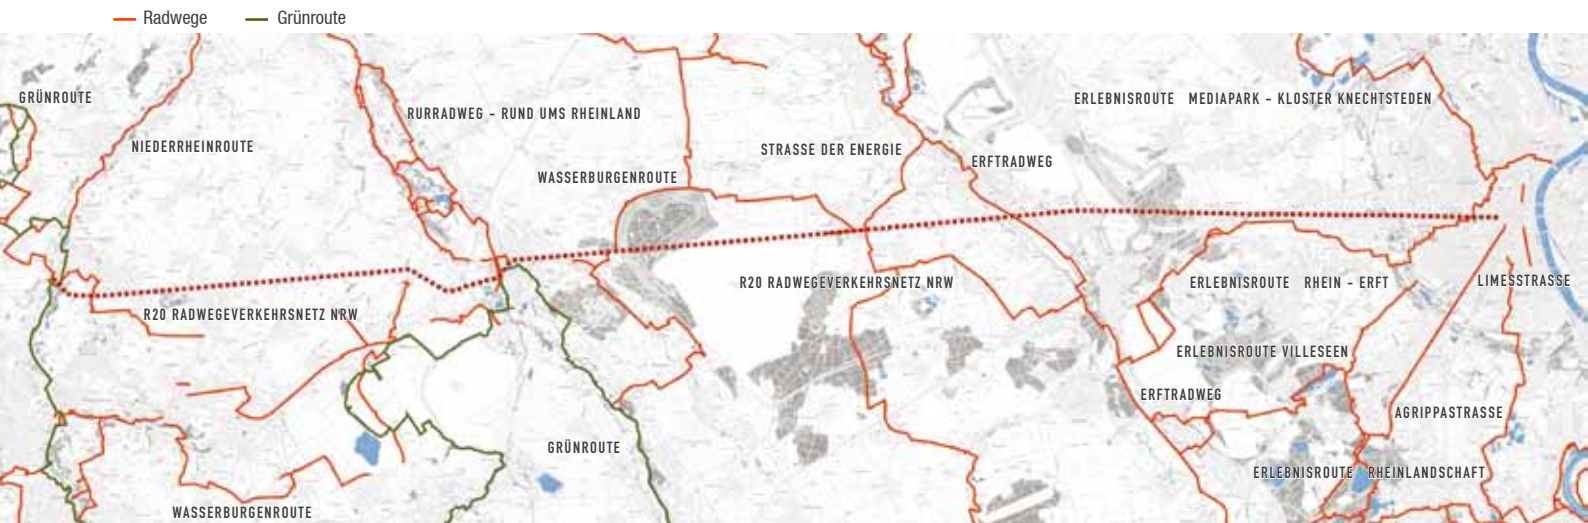 Radwege Grünroute
GRÜNROUTE
ERLEBNISROUTE MEDIAPARK – KLOSTER KNECHTSTEDEN
RURRADWEG – RUND UMS RHEINLAND
NIEDERRHEINROUTE
STRASSE DER ENERGIE
ERFTRADWEG
WASSERBURGENROUTE
R20 RADWEGEVERKEHRSNETZ NRW
ERLEBNISROUTE RHEIN – ERFT
LIMESSTRASSE
R20 RADWEGEVERKEHRSNETZ NRW
ERLEBNISROUTE VILLESEEN
ERFTRADWEG
AGRIPPASTRASSE
GRÜNROUTE
ERLEBNISROUTE RHEINLANDSCHAFT
WASSERBURGENROUTE